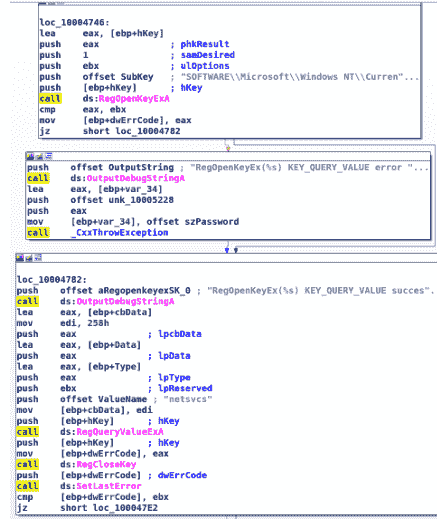 loc_10004746:
lea eax, [ebp+hKey]
push eax ; phkResult
push 1 ; samDesired
push ebx ; ulOptions
push offset SubKey ; "SOFTWARE\\Microsoft\\Windows NT\\Curren"...
push [ebp+hKey] ; hKey
call ds:RegOpenKeyExA
cmp eax, ebx
mov [ebp+dwErrCode], eax
jz short loc_10004782
push offset OutputString ; "RegOpenKeyEx(%s) KEY_QUERY_VALUE error "...
call ds:OutputDebugStringA
lea eax, [ebp+var_34]
push offset unk_10005228
push eax
mov [ebp+var_34], offset szPassword
call _CxxThrowException
loc_10004782:
push offset aRegopenkeyexSK_0 ; "RegOpenKeyEx(%s) KEY_QUERY_VALUE succes".
call ds:OutputDebugStringA
lea eax, [ebp+cbData]
mov edi, 258h
push eax ; lpcbData
lea eax, [ebp+Data]
push eax ; lpData
lea eax, [ebp+Type]
push eax ; lpType
push ebx ; lpReserved
push offset ValueName ; "netsvcs"
mov [ebp+cbData], edi
push [ebp+hKey] ; hKey
call ds:RegQueryValueExA
push [ebp+hKey] ; hKey
mov [ebp+dwErrCode], eax
call ds:RegCloseKey
push [ebp+dwErrCode] ; dwErrCode
call ds:SetLastError
cmp [ebp+dwErrCode], ebx
jz short loc_100047E2